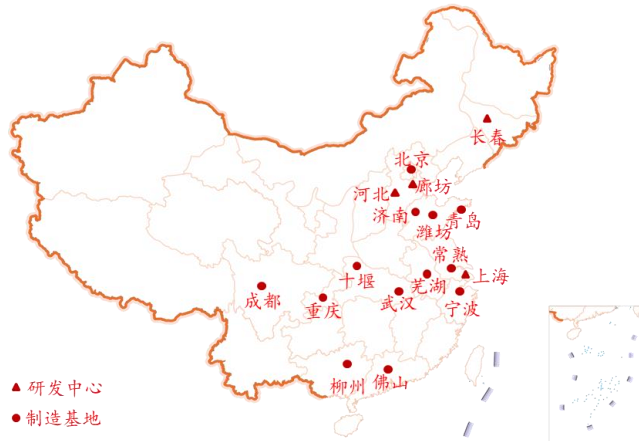 长春
北京
廊坊
河北
济南
青岛
潍坊
常熟
十堰
上海
芜湖
成都
重庆
武汉
宁波
柳州
佛山
研发中心
制造基地